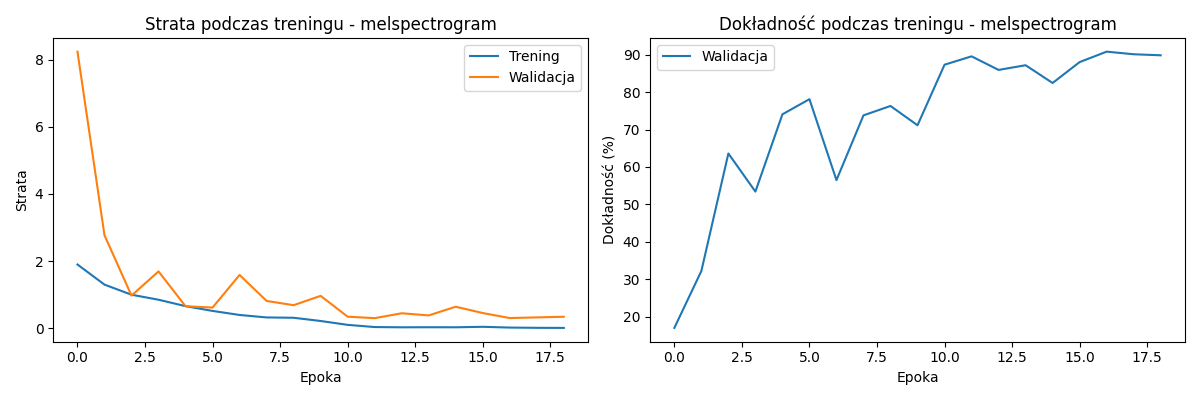 Strata podczas treningu - melspectrogram
Trening
Walidacja
8
6
4
2
0
Strata
0.0 2.5 5.0 7.5 10.0 12.5 15.0 17.5
Epoka
Dokładność podczas treningu - melspectrogram
Walidacja
90
80
70
60
50
40
30
20
Dokładność (%)
0.0 2.5 5.0 7.5 10.0 12.5 15.0 17.5
Epoka